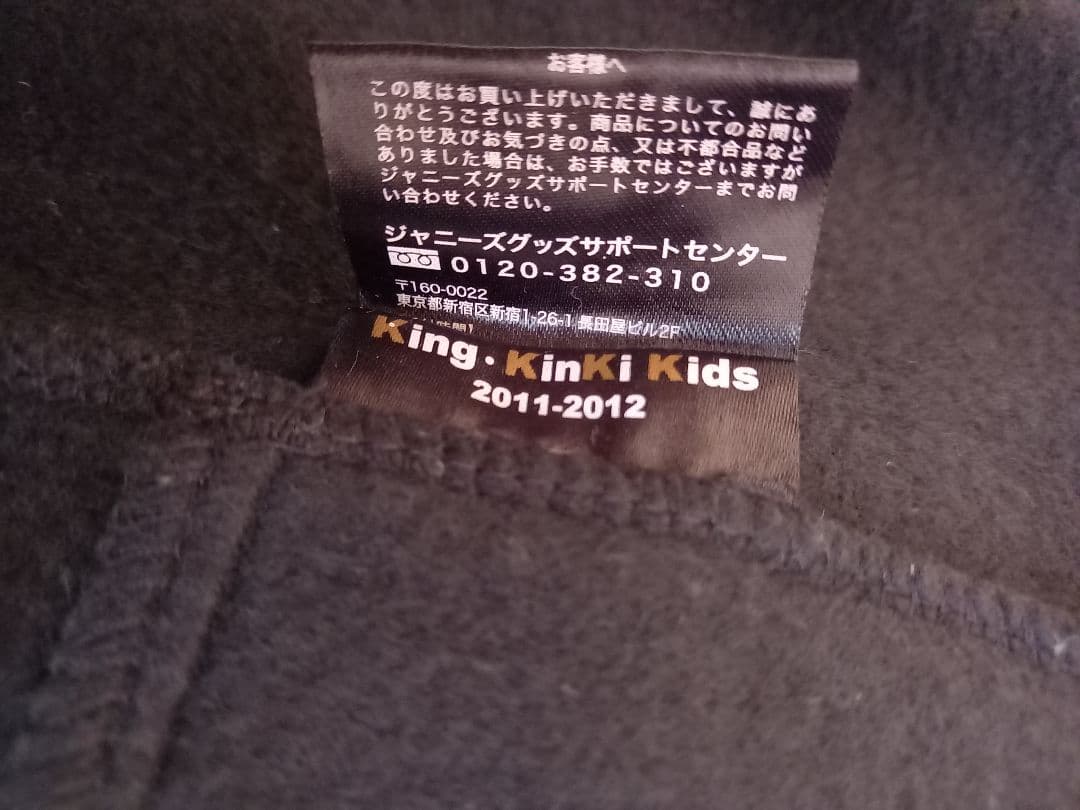 お客様へ
この度はお買い上げいただきまして、誠にあ
りがとうございます。商品についてのお問い
合わせ及びお気づきの点、又は不都合品など
ありました場合は、お手数ではございますが
ジャニーズグッズサポートセンターまでお問
い合わせください。
ジャニーズグッズサポートセンター
0120-382-310
〒160-0022
東京都新宿区新宿1-26-1 長田屋ビル2F
King・KinKi Kids
2011-2012